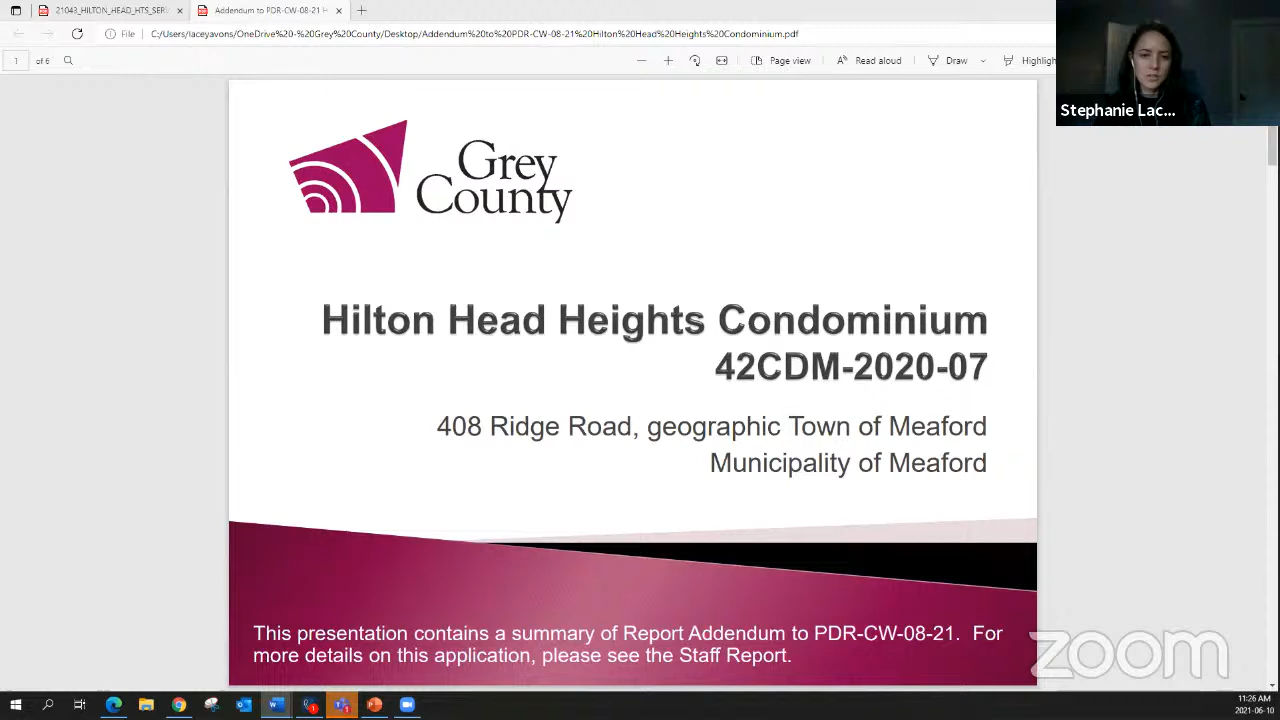 21043_HILTON_HEAD_HTS_SER
Addendum to PDR-CW-08-21 H
File
C:/Users/laceyavons/OneDrive%20-%20Grey%20County/Desktop/Addendum%20to%20PDR-CW-08-21%20Hilton%20Head%20Heights%20Condominium.pdf
1 of 6
Page view
Read aloud
Draw
Highligh
Stephanie Lac...
Grey
County
Hilton Head Heights Condominium
42CDM-2020-07
408 Ridge Road, geographic Town of Meaford
Municipality of Meaford
This presentation contains a summary of Report Addendum to PDR-CW-08-21. For
more details on this application, please see the Staff Report.
zoom
11:26 AM
2021-06-10